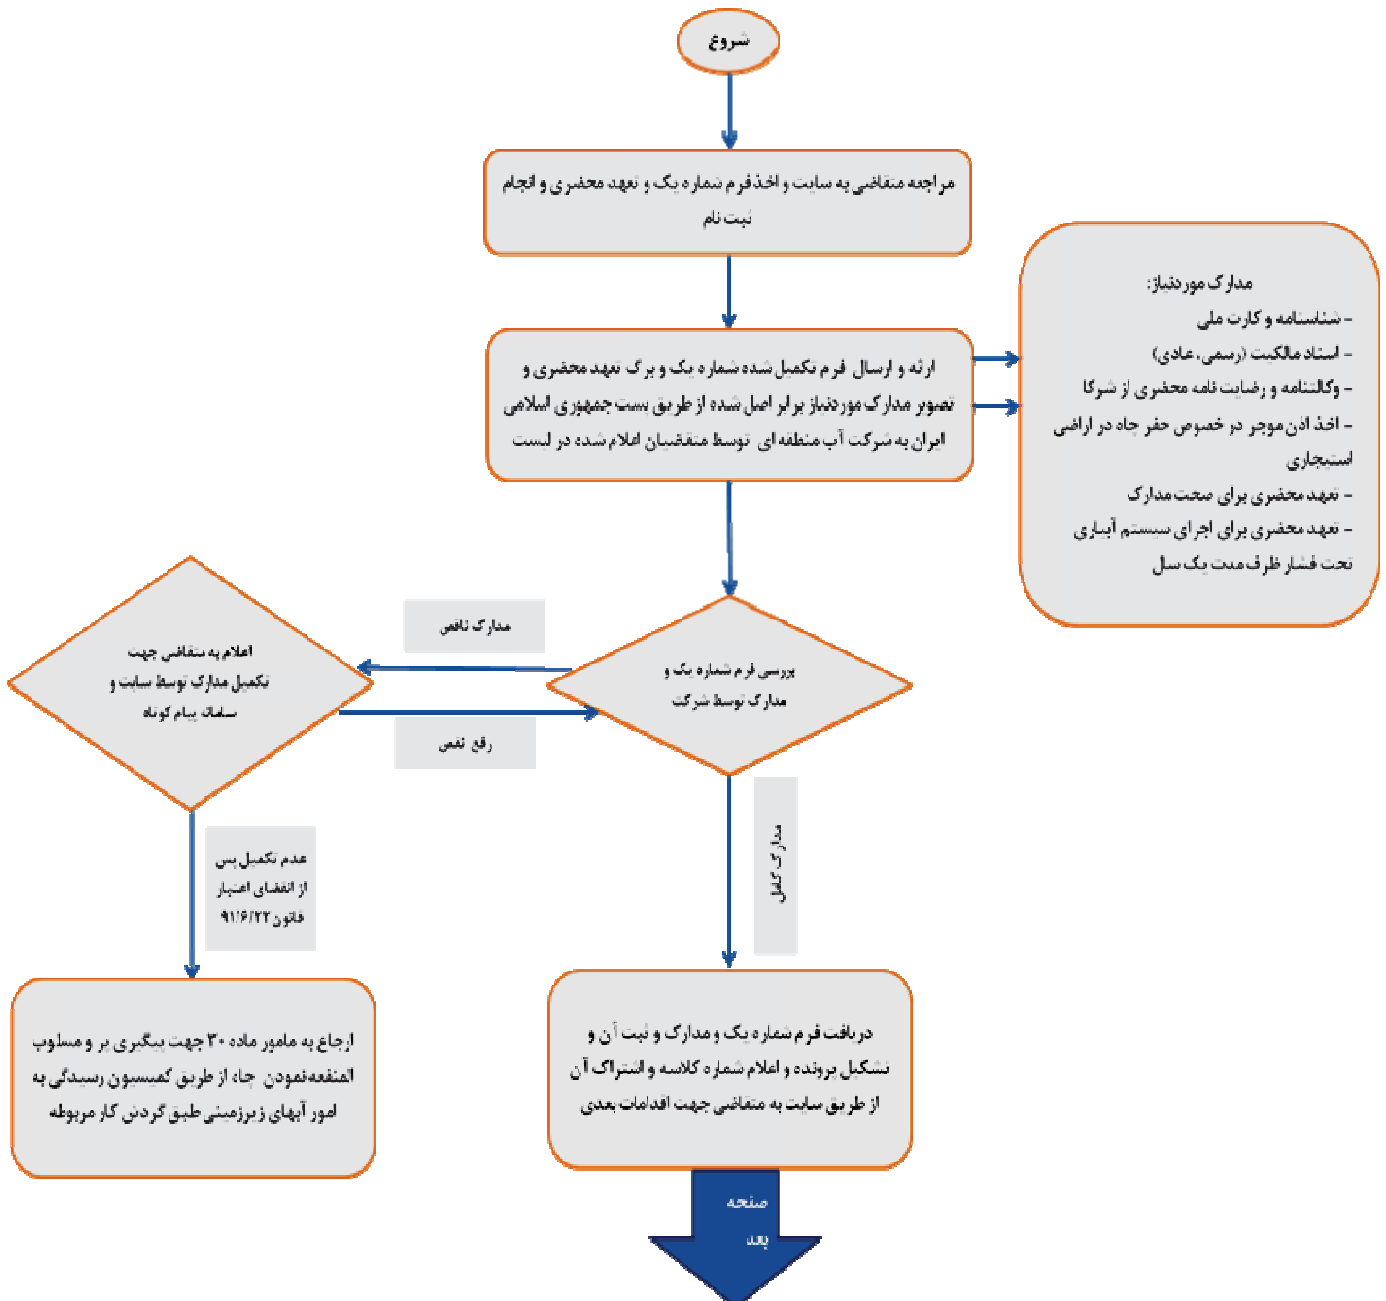 شروع
مراجعه متقاضی به سایت و اخذ فرم شماره یک و تعهد محضری و انجام
ثبت نام
ارئه و ارسال فرم تکمیل شده شماره یک و برگ تعهد محضری و
تصویر مدارک موردنیاز برابر اصل شده از طریق پست جمهوری اسلامی
ایران به شرکت آب منطقه ای توسط متقضیان اعلام شده در لیست
مدارک موردنیاز:
- شناسنامه و کارت ملی
- اسناد مالکیت (رسمی، عادی)
- وکالتنامه و رضایت نامه محضری از شرکا
- اخذ اذن موجر در خصوص حفر چاه در اراضی
استیجاری
- تعهد محضری برای صحت مدارک
- تعهد محضری برای اجرای سیستم آبیاری
تحت فشار ظرف مدت یک سال
بررسی فرم شماره یک و
مدارک توسط شرکت
مدارک ناقص
رفع نقص
اعلام به متقاضی جهت
تکمیل مدارک توسط سایت و
سامانه پیام کوتاه
عدم تکمیل پس
از انقضای اعتبار
قانون ۹۱/۶/۲۲
مدارک کامل
ارجاع به مامور ماده ۳۰ جهت پیگیری پر و مسلوب
المنفعه نمودن چاه از طریق کمیسیون رسیدگی به
امور آبهای زیرزمینی طبق گردش کار مربوطه
دریافت فرم شماره یک و مدارک و ثبت آن و
تشکیل پرونده و اعلام شماره کلاسه و اشتراک آن
از طریق سایت به متقاضی جهت اقدامات بعدی
صفحه
بعد